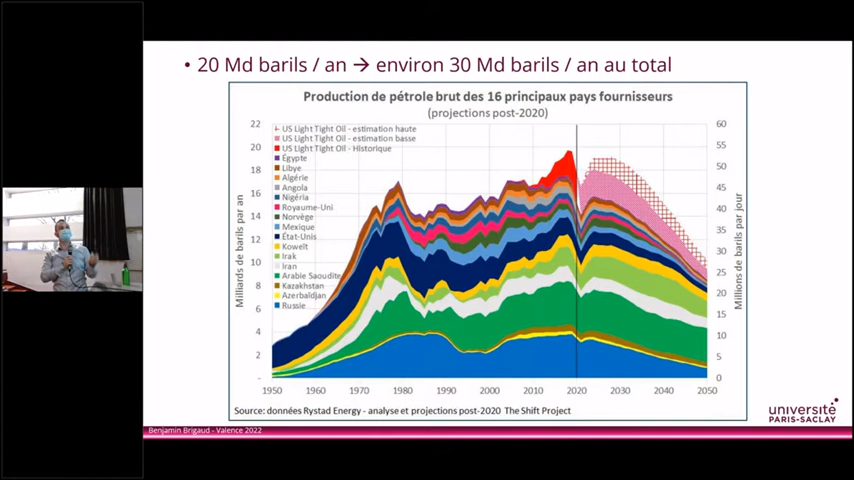 • 20 Md barils / an → environ 30 Md barils / an au total
Production de pétrole brut des 16 principaux pays fournisseurs
(projections post-2020)
US Light Tight Oil - estimation haute
US Light Tight Oil - estimation basse
US Light Tight Oil - Historique
Égypte
Libye
Algérie
Angola
Nigéria
Royaume-Uni
Norvège
Mexique
État-Unis
Koweït
Irak
Iran
Arabie Saoudite
Kazakhstan
Azerbaïdjan
Russie
Milliards de barils par an
22
20
18
16
14
12
10
8
6
4
2
-
Millions de barils par jour
60
55
50
45
40
35
30
25
20
15
10
5
0
1950 1960 1970 1980 1990 2000 2010 2020 2030 2040 2050
Source: données Rystad Energy - analyse et projections post-2020 The Shift Project
université
PARIS-SACLAY
Benjamin Brigaud - Valence 2022